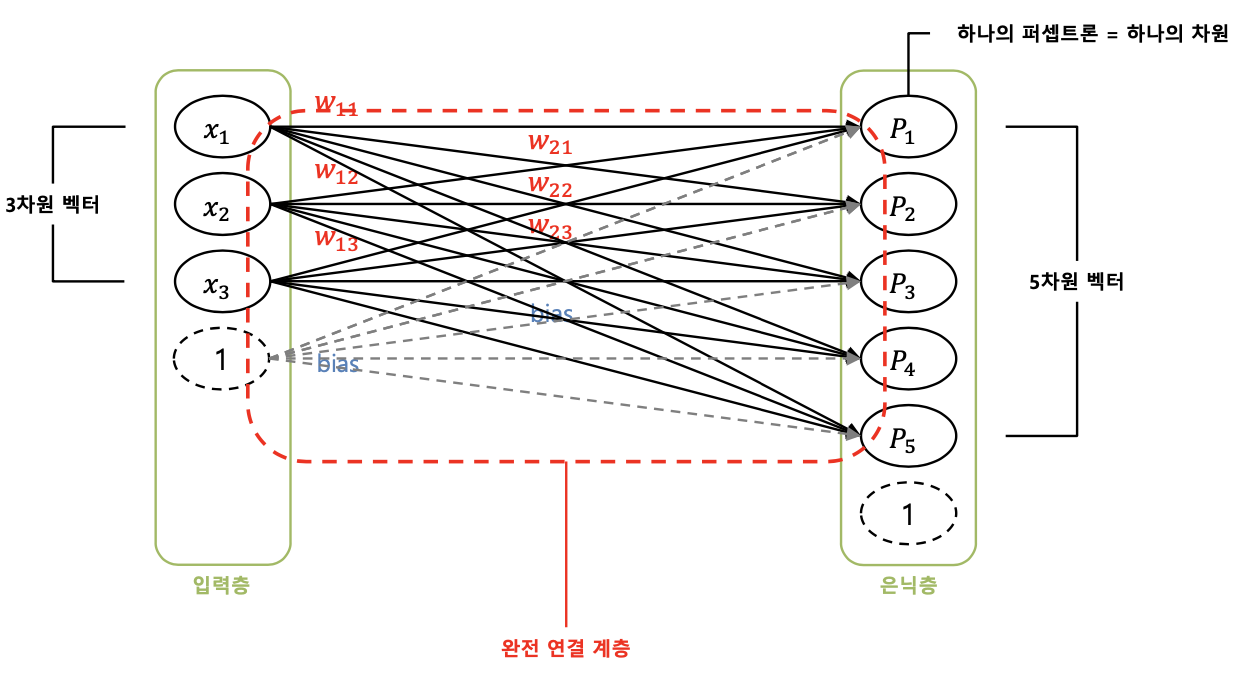 하나의 퍼셉트론 = 하나의 차원
w₁₁
x₁
P₁
w₂₁
w₁₂
w₂₂
3차원 벡터
x₂
P₂
w₂₃
w₁₃
x₃
P₃
5차원 벡터
bias
1
bias
P₄
P₅
1
입력층
은닉층
완전 연결 계층